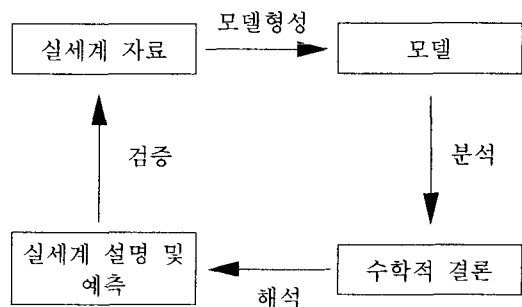 모델형성
실세계 자료
모델
검증
분석
실세계 설명 및
예측
수학적 결론
해석